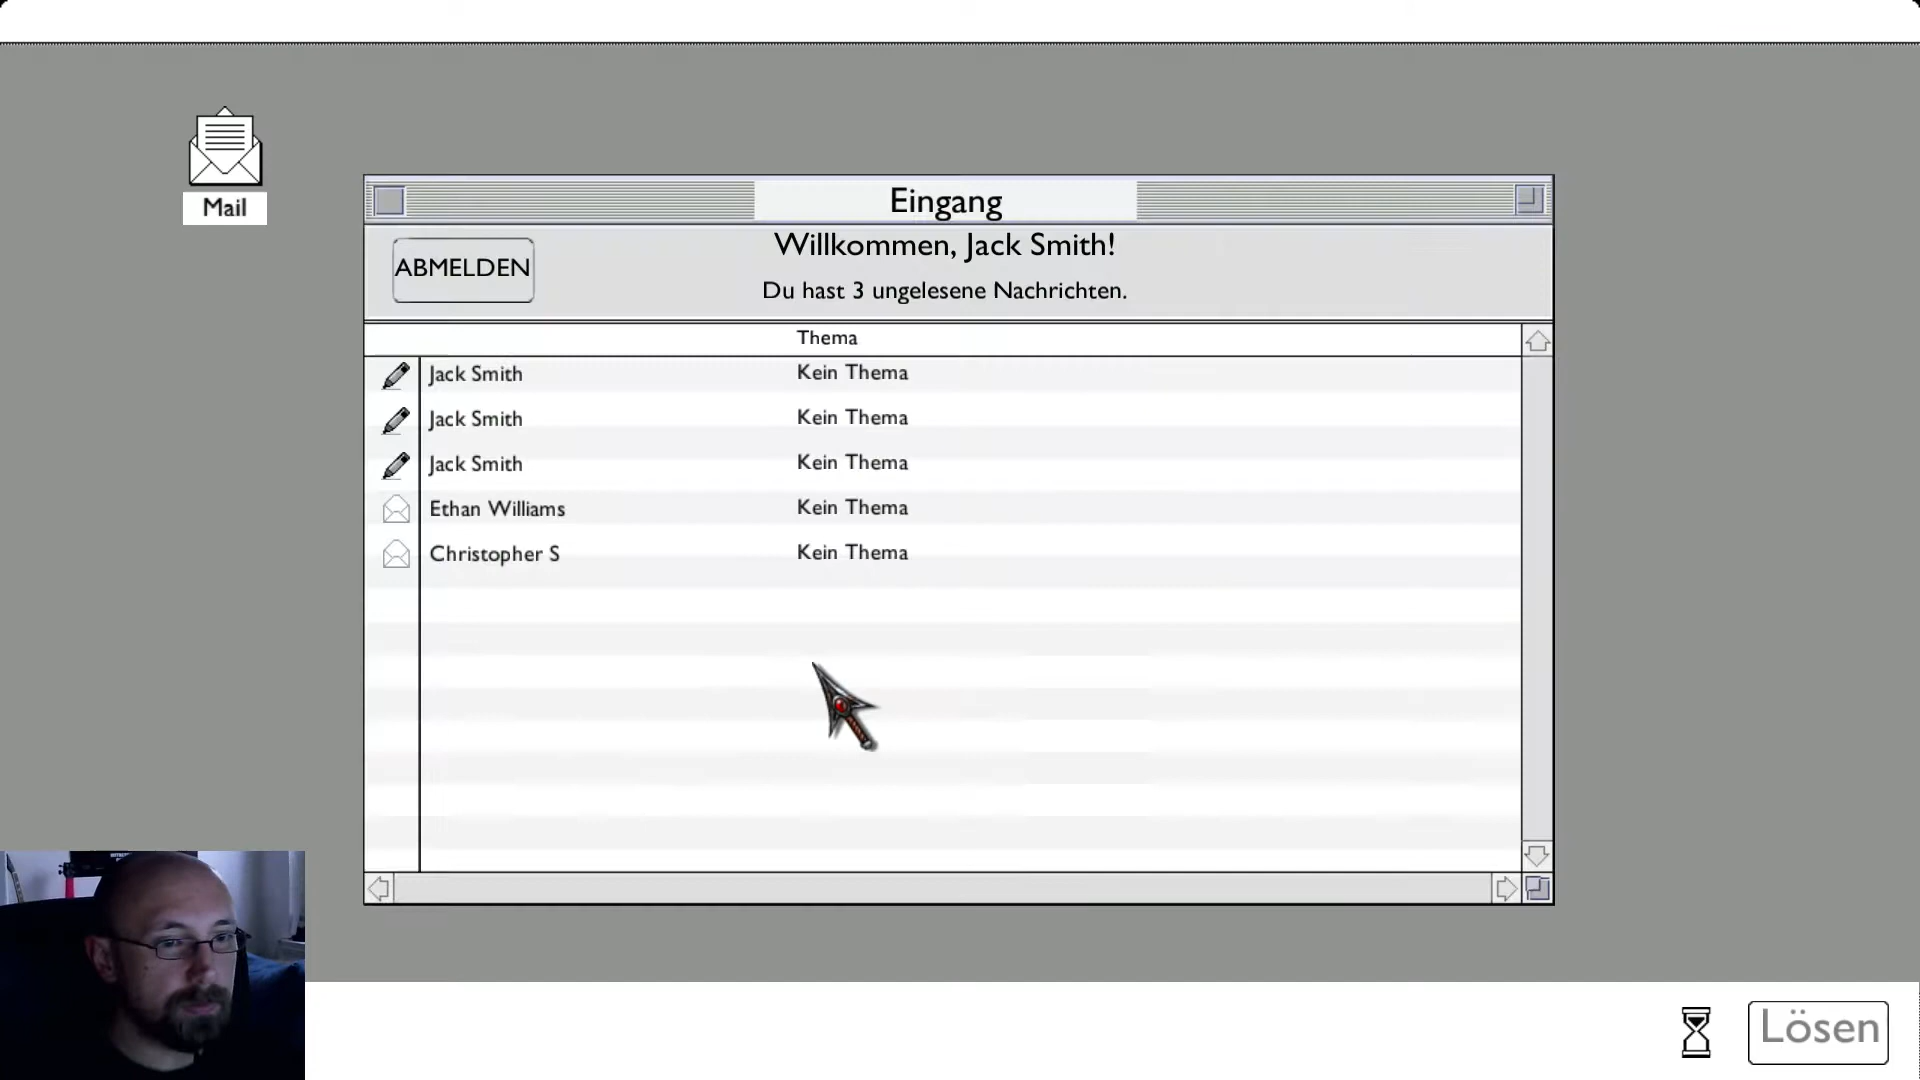 Mail
Eingang
ABMELDEN
Willkommen, Jack Smith!
Du hast 3 ungelesene Nachrichten.
Thema
Jack Smith Kein Thema
Jack Smith Kein Thema
Jack Smith Kein Thema
Ethan Williams Kein Thema
Christopher S Kein Thema
Lösen